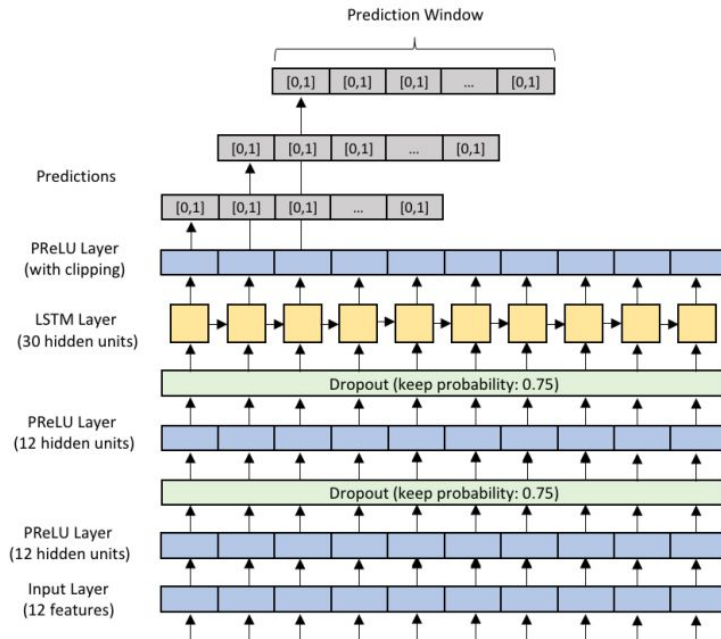 Prediction Window
[0,1] [0,1] [0,1] ... [0,1]
[0,1] [0,1] [0,1] ... [0,1]
Predictions
[0,1] [0,1] [0,1] ... [0,1]
PReLU Layer
(with clipping)
LSTM Layer
(30 hidden units)
Dropout (keep probability: 0.75)
PReLU Layer
(12 hidden units)
Dropout (keep probability: 0.75)
PReLU Layer
(12 hidden units)
Input Layer
(12 features)